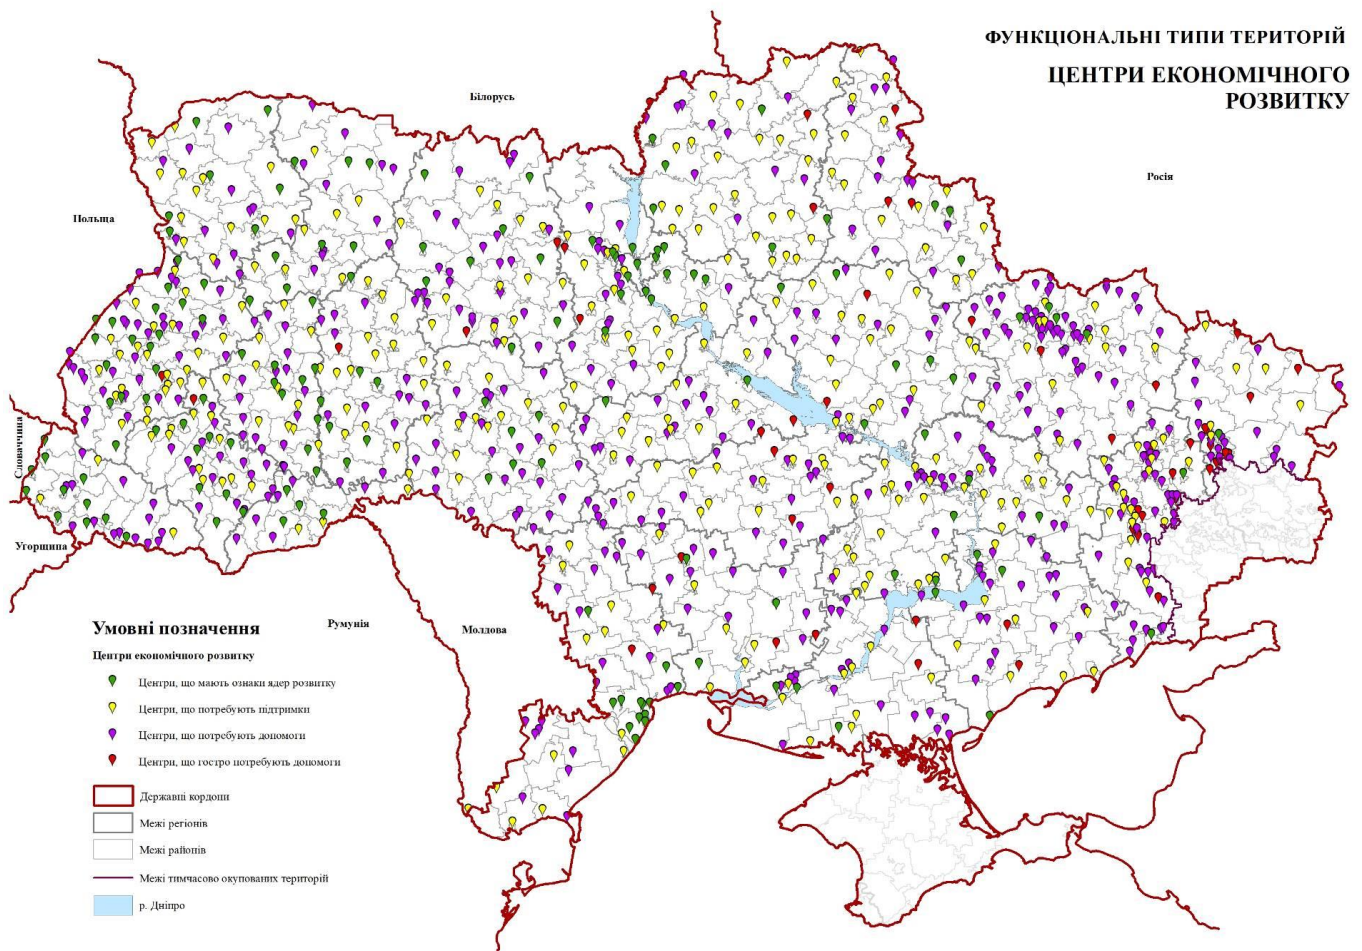 ФУНКЦІОНАЛЬНІ ТИПИ ТЕРИТОРІЙ
ЦЕНТРИ ЕКОНОМІЧНОГО
РОЗВИТКУ
Білорусь
Росія
Польща
Словаччина
Угорщина
Румунія
Молдова
Умовні позначення
Центри економічного розвитку
Центри, що мають ознаки ядер розвитку
Центри, що потребують підтримки
Центри, що потребують допомоги
Центри, що гостро потребують допомоги
Державні кордони
Межі регіонів
Межі районів
Межі тимчасово окупованих територій
р. Дніпро